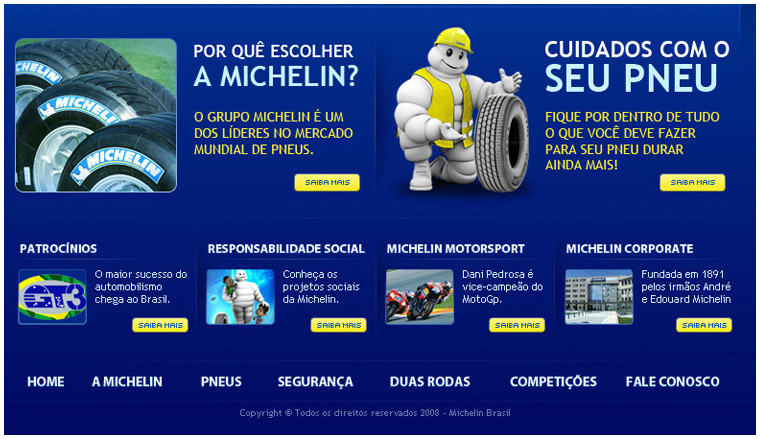 MICHELIN
MICHELIN
MICHELIN
POR QUÊ ESCOLHER
A MICHELIN?
O GRUPO MICHELIN É UM
DOS LÍDERES NO MERCADO
MUNDIAL DE PNEUS.
SAIBA MAIS
CUIDADOS COM O
SEU PNEU
FIQUE POR DENTRO DE TUDO
O QUE VOCÊ DEVE FAZER
PARA SEU PNEU DURAR
AINDA MAIS!
SAIBA MAIS
PATROCÍNIOS
GT3
O maior sucesso do
automobilismo
chega ao Brasil.
SAIBA MAIS
RESPONSABILIDADE SOCIAL
Conheça os
projetos sociais
da Michelin.
SAIBA MAIS
MICHELIN MOTORSPORT
Dani Pedrosa é
vice-campeão do
MotoGp.
SAIBA MAIS
MICHELIN CORPORATE
Fundada em 1891
pelos irmãos André
e Edouard Michelin
SAIBA MAIS
HOME A MICHELIN PNEUS SEGURANÇA DUAS RODAS COMPETIÇÕES FALE CONOSCO
Copyright © Todos os direitos reservados 2008 - Michelin Brasil